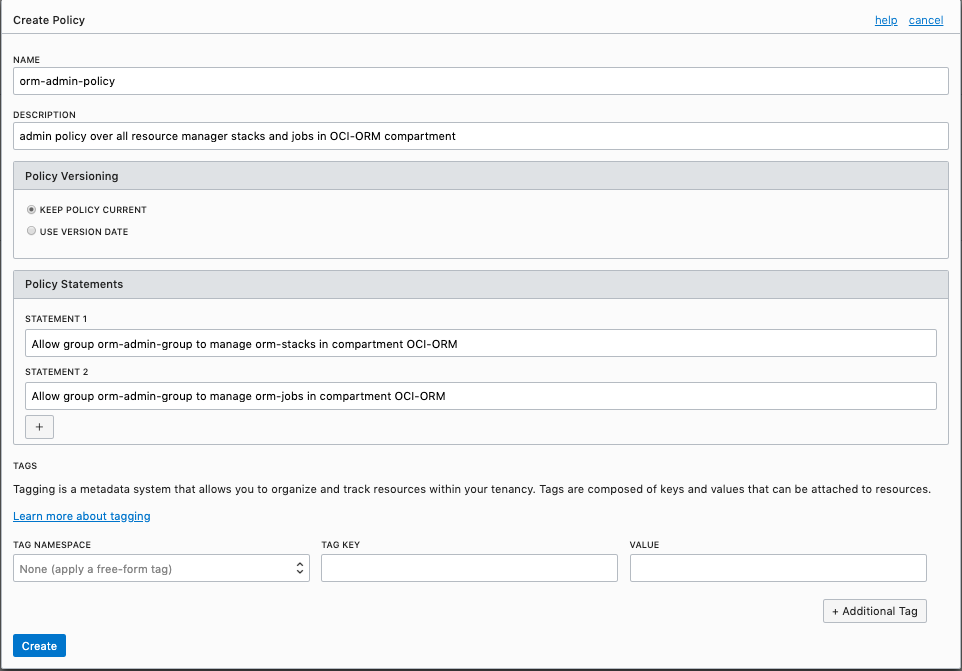 Create Policy
help cancel
NAME
orm-admin-policy
DESCRIPTION
admin policy over all resource manager stacks and jobs in OCI-ORM compartment
Policy Versioning
KEEP POLICY CURRENT
USE VERSION DATE
Policy Statements
STATEMENT 1
Allow group orm-admin-group to manage orm-stacks in compartment OCI-ORM
STATEMENT 2
Allow group orm-admin-group to manage orm-jobs in compartment OCI-ORM
+
TAGS
Tagging is a metadata system that allows you to organize and track resources within your tenancy. Tags are composed of keys and values that can be attached to resources.
Learn more about tagging
TAG NAMESPACE TAG KEY VALUE
None (apply a free-form tag)
+ Additional Tag
Create